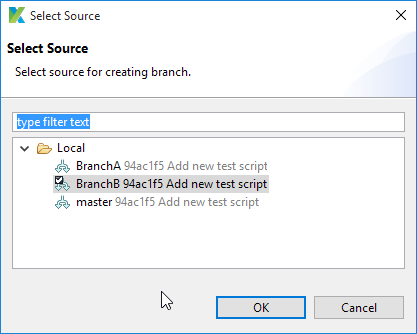 Select Source
Select Source
Select source for creating branch.
type filter text
Local
BranchA 94ac1f5 Add new test script
BranchB 94ac1f5 Add new test script
master 94ac1f5 Add new test script
OK
Cancel